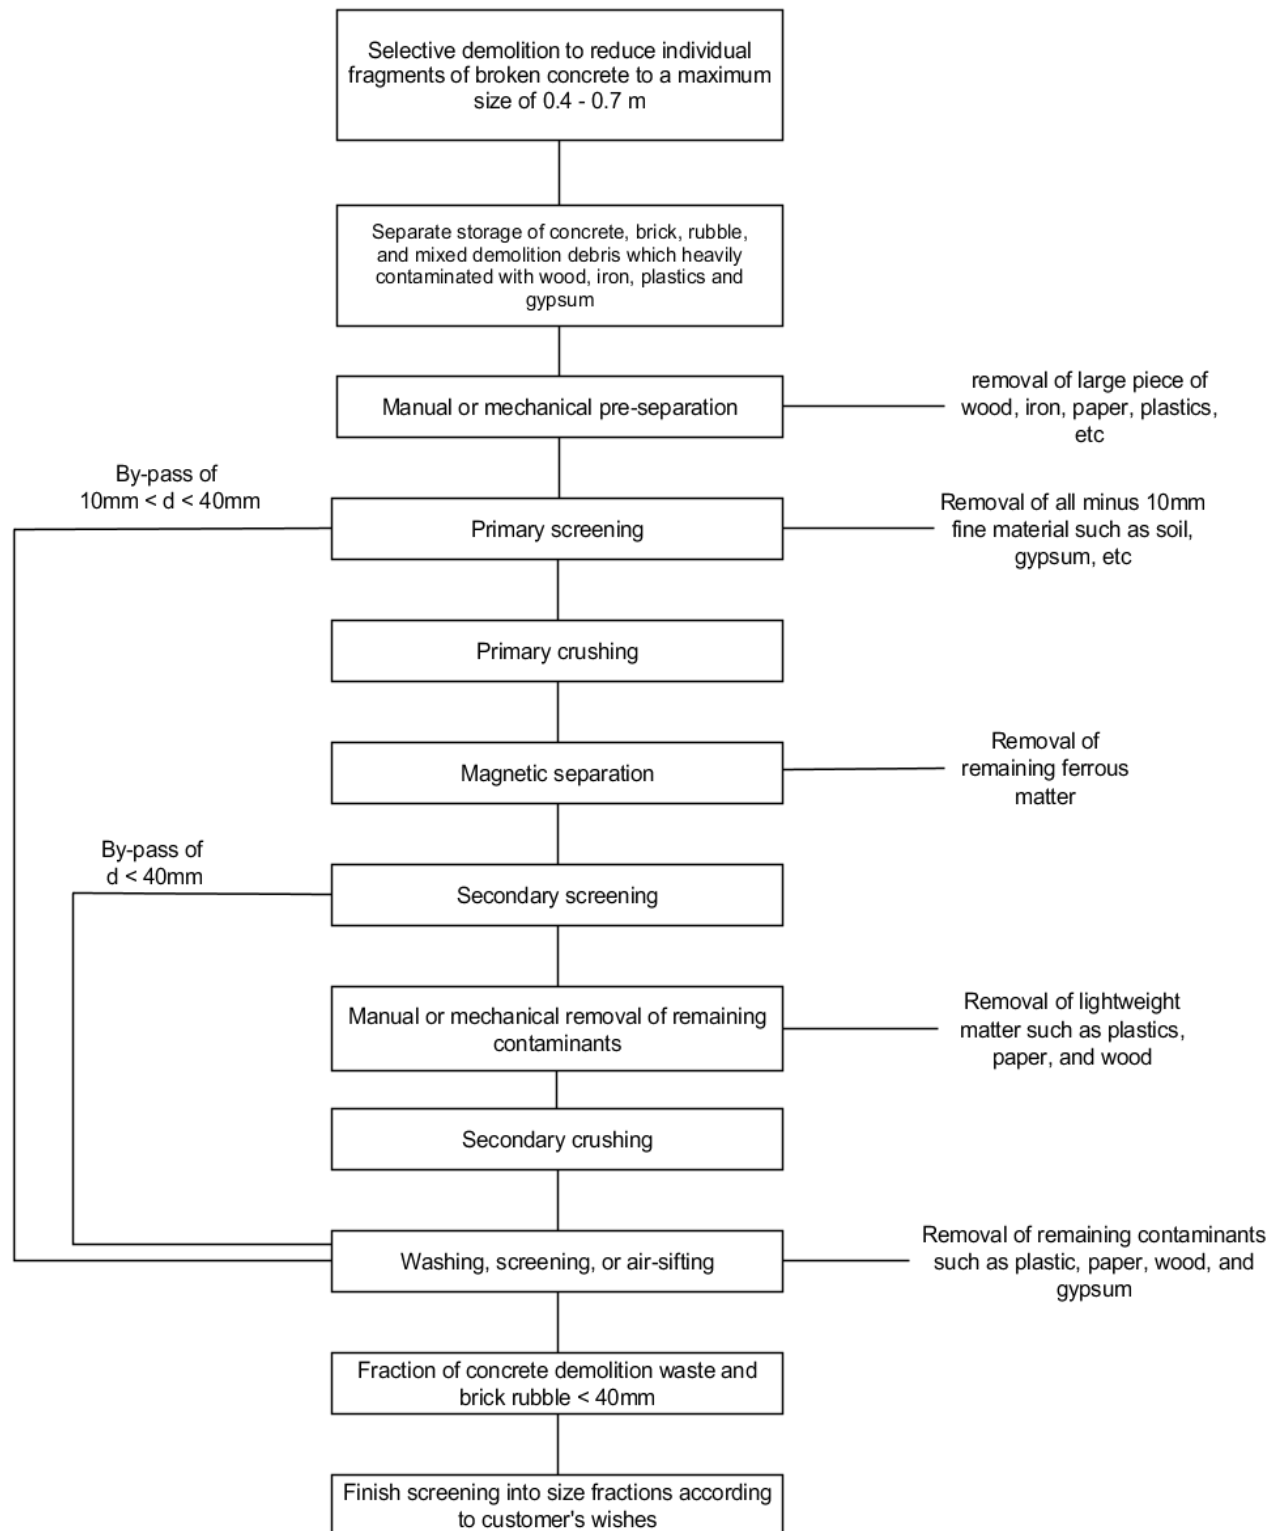 Selective demolition to reduce individual
fragments of broken concrete to a maximum
size of 0.4 - 0.7 m
Separate storage of concrete, brick, rubble,
and mixed demolition debris which heavily
contaminated with wood, iron, plastics and
gypsum
Manual or mechanical pre-separation
removal of large piece of
wood, iron, paper, plastics,
etc
By-pass of
10mm < d < 40mm
Primary screening
Removal of all minus 10mm
fine material such as soil,
gypsum, etc
Primary crushing
Magnetic separation
Removal of
remaining ferrous
matter
By-pass of
d < 40mm
Secondary screening
Manual or mechanical removal of remaining
contaminants
Removal of lightweight
matter such as plastics,
paper, and wood
Secondary crushing
Washing, screening, or air-sifting
Removal of remaining contaminants
such as plastic, paper, wood, and
gypsum
Fraction of concrete demolition waste and
brick rubble < 40mm
Finish screening into size fractions according
to customer's wishes